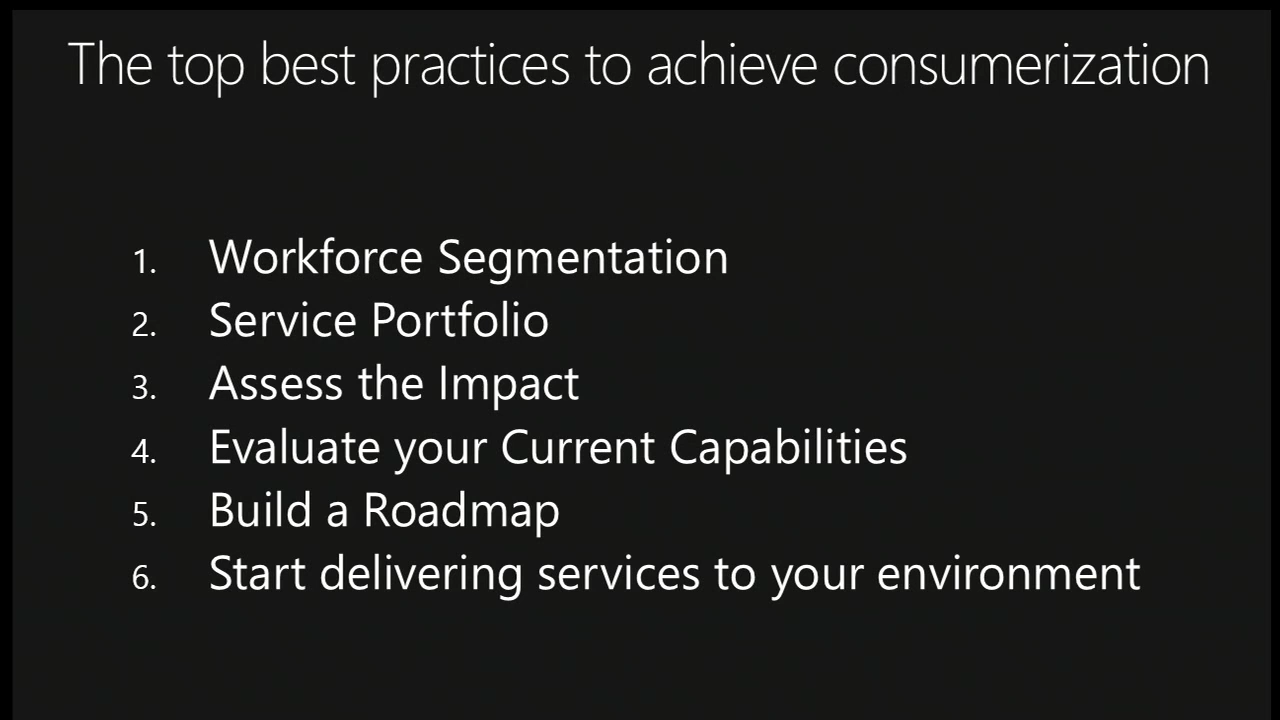 The top best practices to achieve consumerization
1. Workforce Segmentation
2. Service Portfolio
3. Assess the Impact
4. Evaluate your Current Capabilities
5. Build a Roadmap
6. Start delivering services to your environment